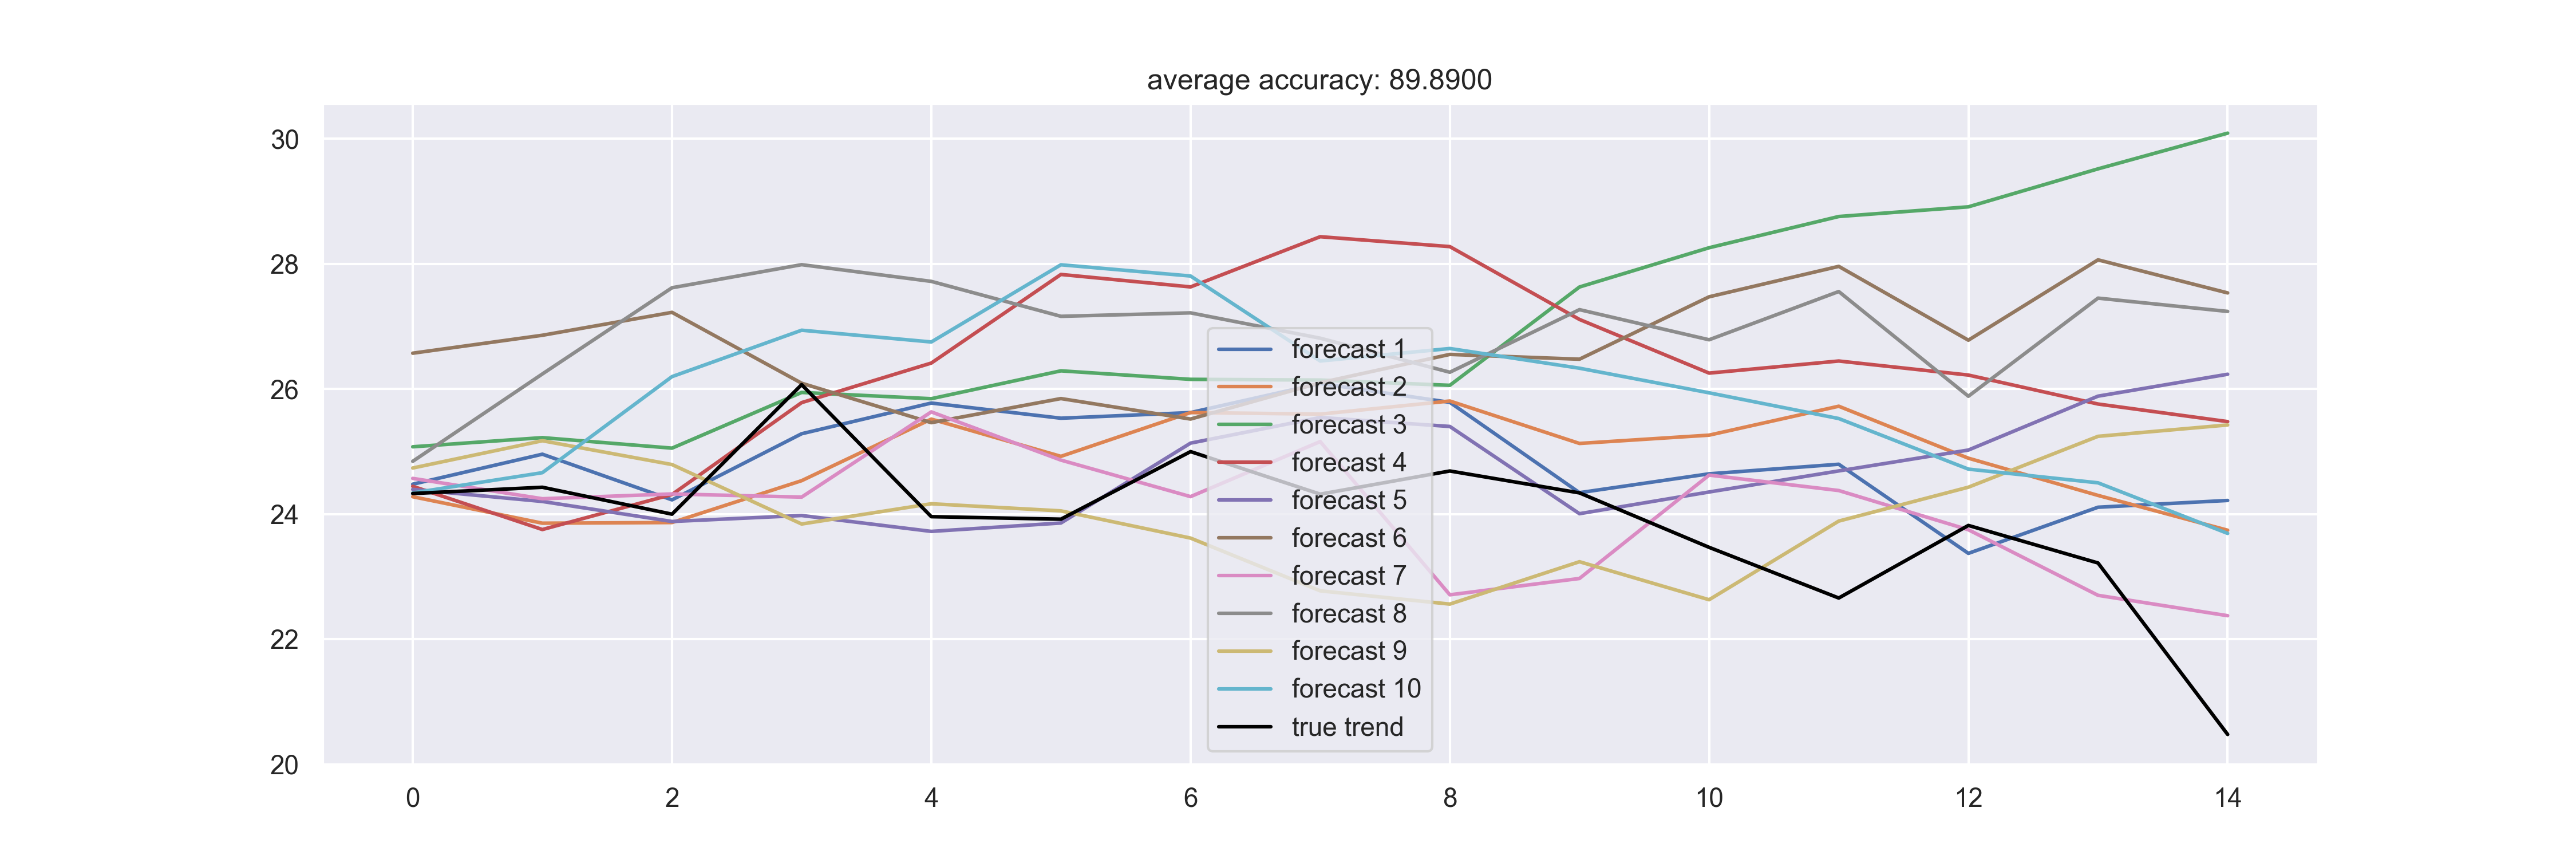 average accuracy: 89.8900
30
28
26
24
22
20
forecast 1
forecast 2
forecast 3
forecast 4
forecast 5
forecast 6
forecast 7
forecast 8
forecast 9
forecast 10
true trend
0 2 4 6 8 10 12 14